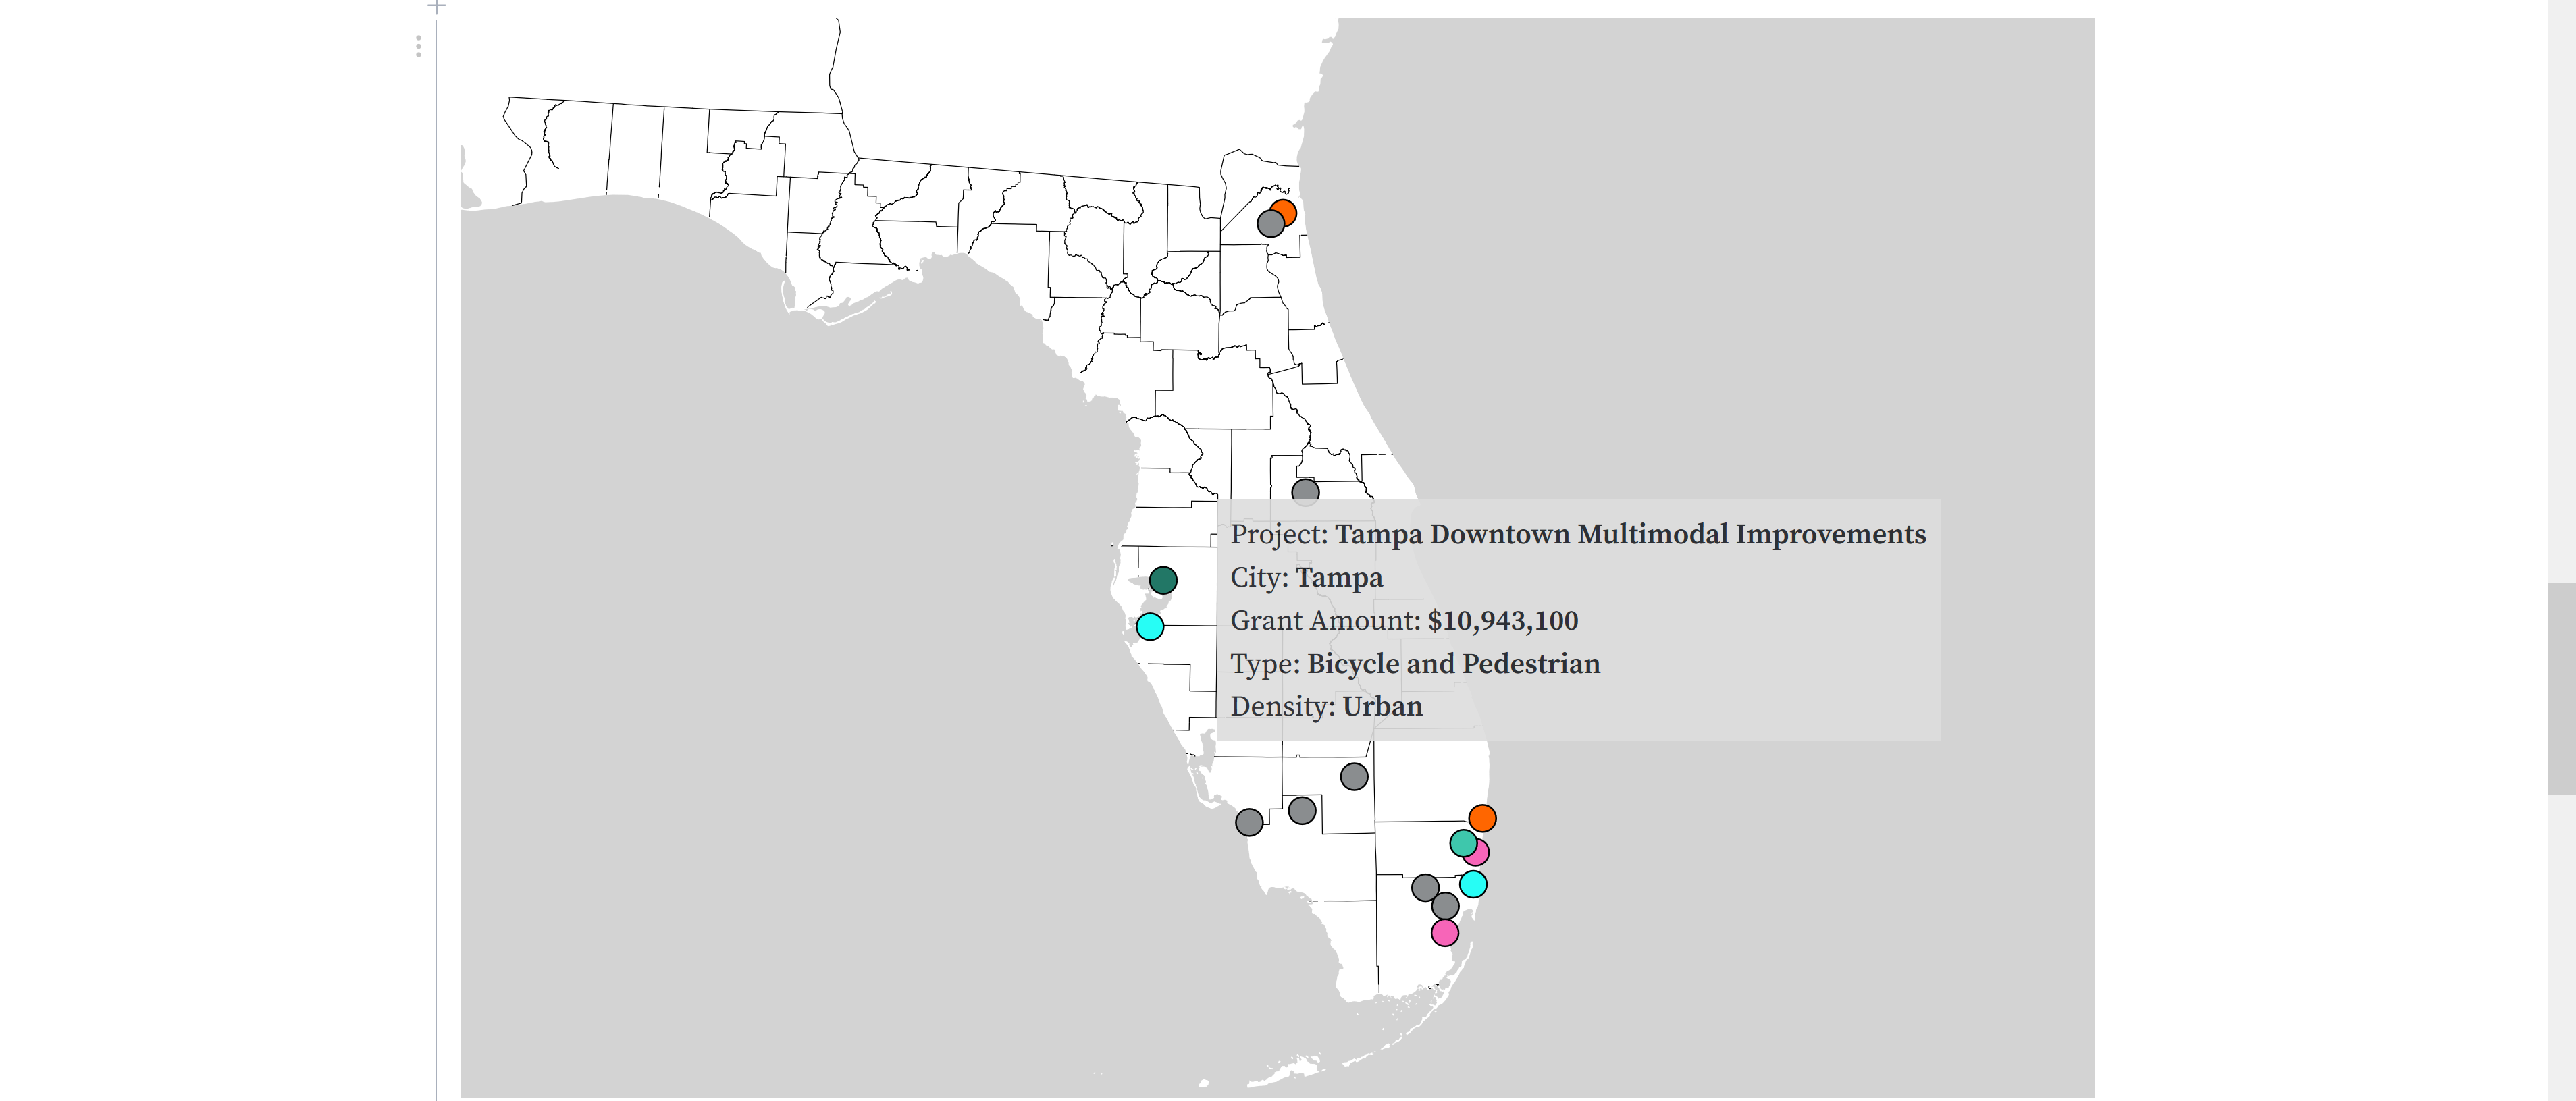 Project: Tampa Downtown Multimodal Improvements
City: Tampa
Grant Amount: $10,943,100
Type: Bicycle and Pedestrian
Density: Urban